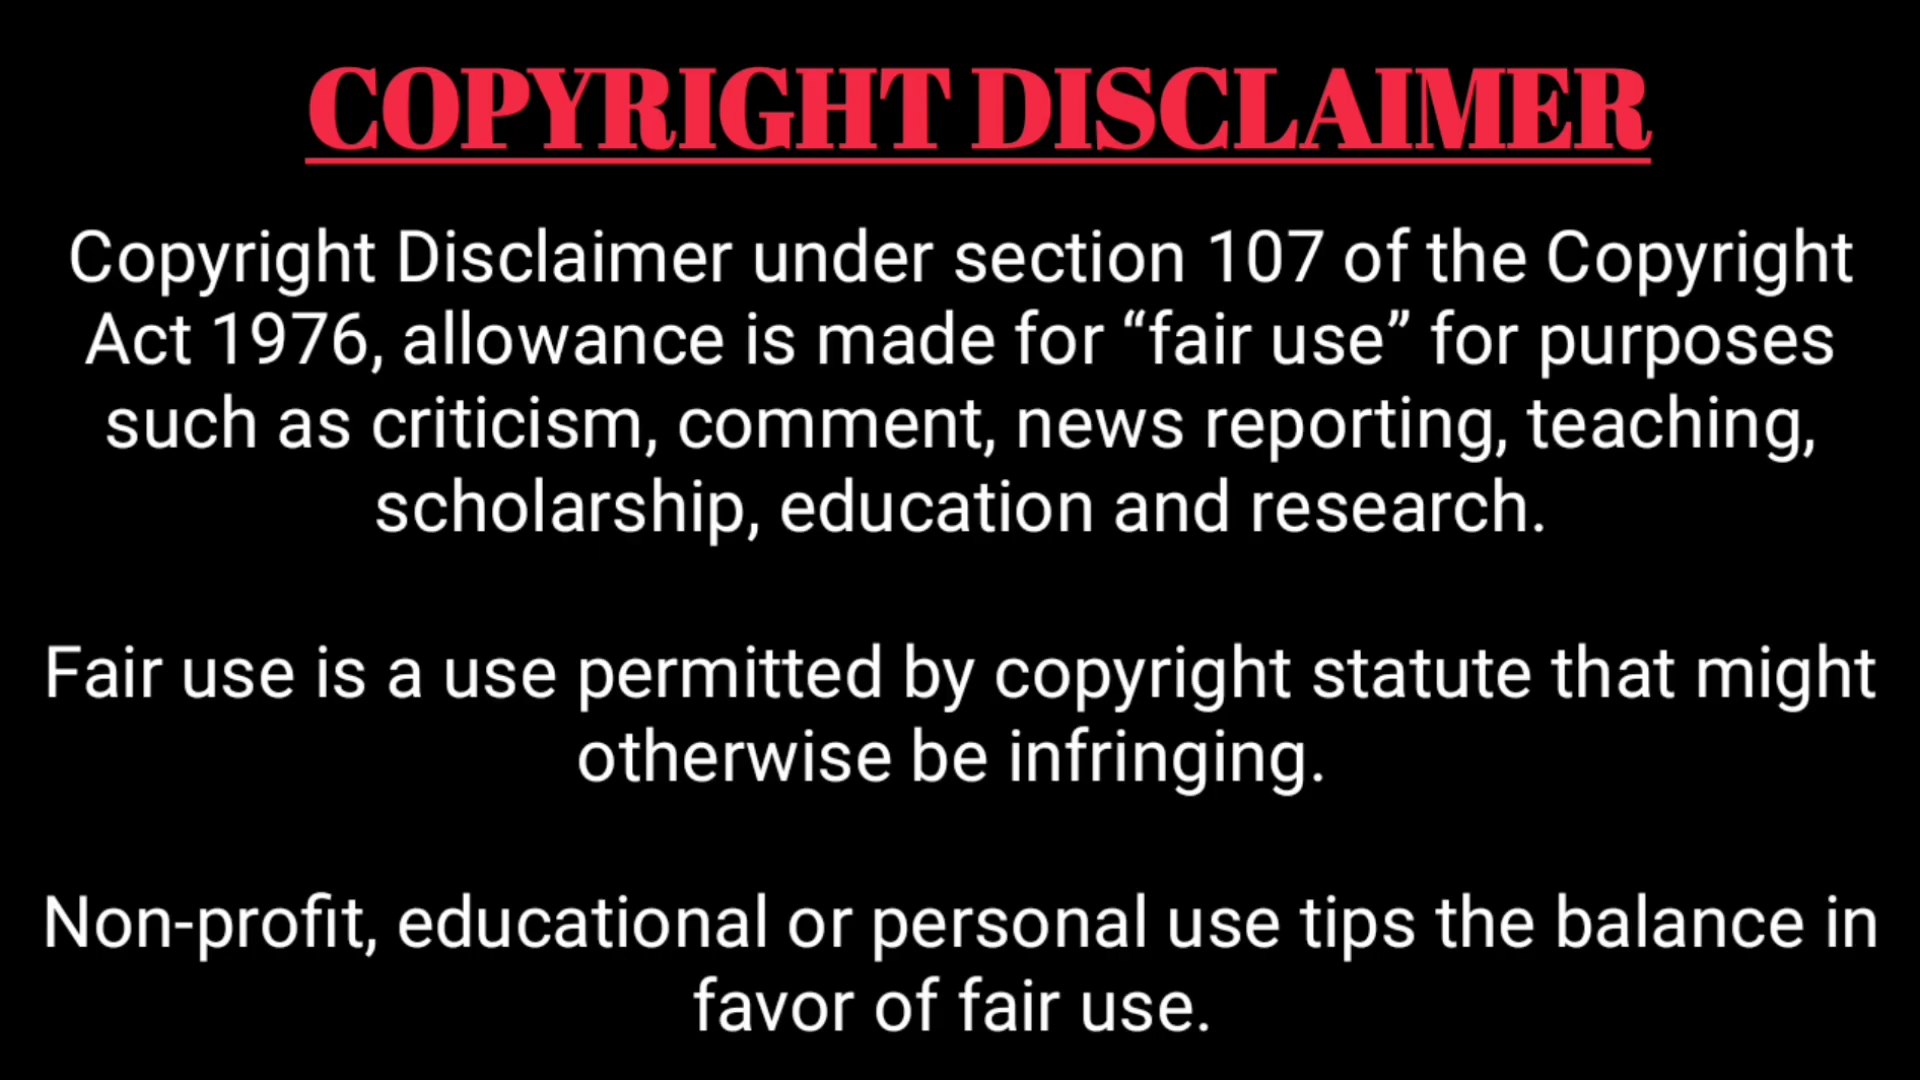 COPYRIGHT DISCLAIMER
Copyright Disclaimer under section 107 of the Copyright
Act 1976, allowance is made for “fair use” for purposes
such as criticism, comment, news reporting, teaching,
scholarship, education and research.
Fair use is a use permitted by copyright statute that might
otherwise be infringing.
Non-profit, educational or personal use tips the balance in
favor of fair use.